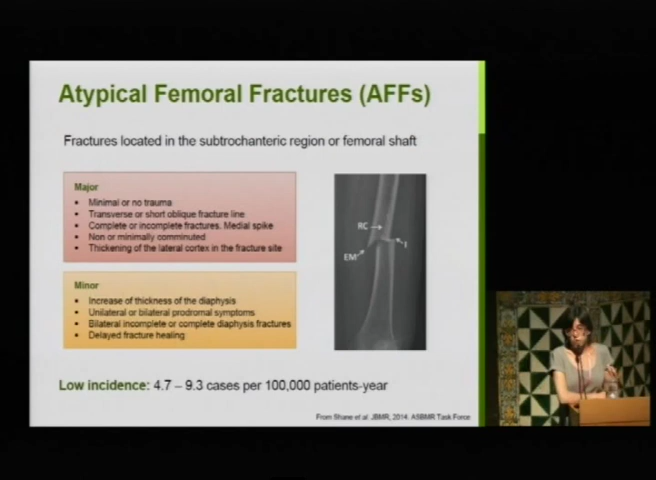 Atypical Femoral Fractures (AFFs)
Fractures located in the subtrochanteric region or femoral shaft
Major
• Minimal or no trauma
• Transverse or short oblique fracture line
• Complete or incomplete fractures. Medial spike
• Non or minimally comminuted
• Thickening of the lateral cortex in the fracture site
Minor
• Increase of thickness of the diaphysis
• Unilateral or bilateral prodromal symptoms
• Bilateral incomplete or complete diaphysis fractures
• Delayed fracture healing
RC
I
EM
Low incidence: 4.7 – 9.3 cases per 100,000 patients-year
From Shane et al. JBMR, 2014. ASBMR Task Force